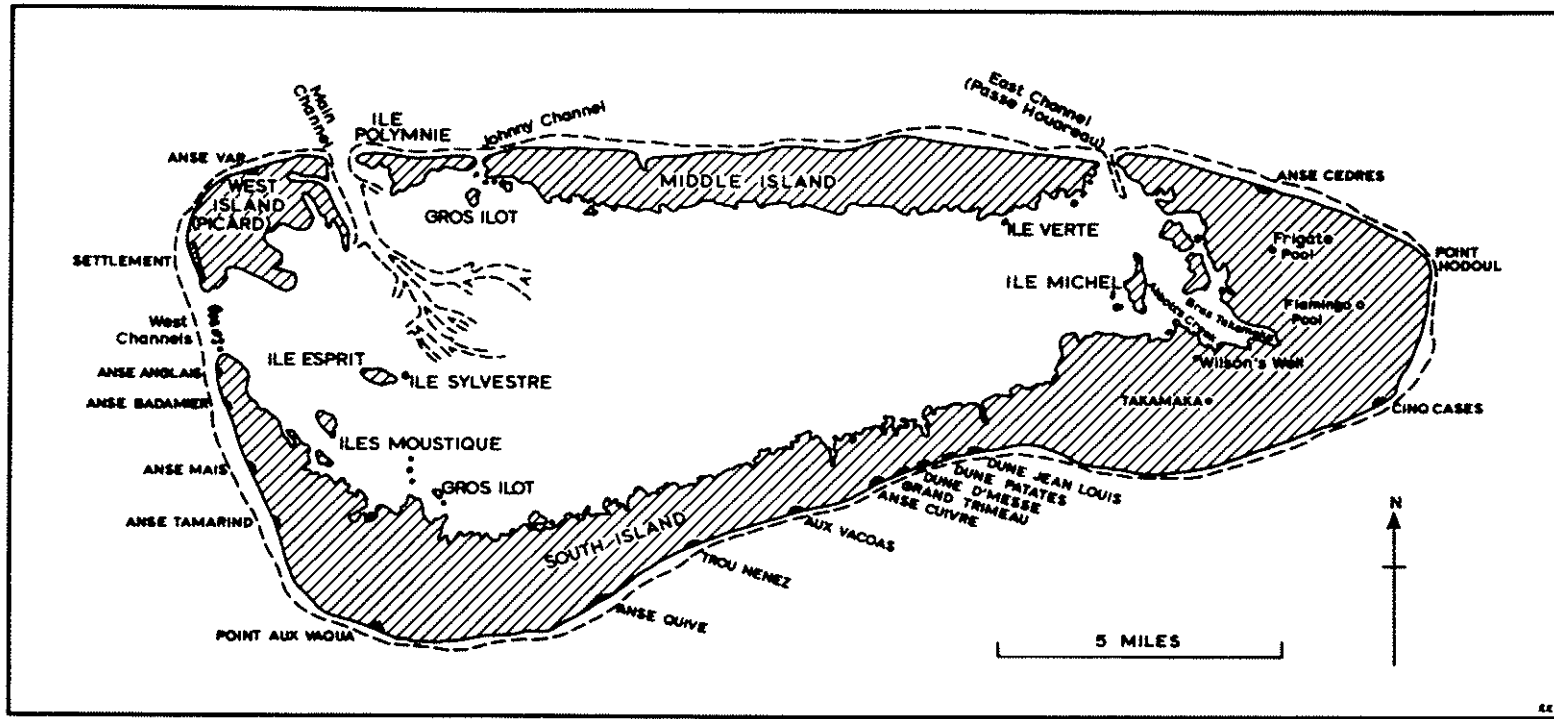 Main
Channel
ILE
POLYMNIE
Johnny Channel
East Channel
(Passe Houareau)
ANSE VAR
WEST
ISLAND
(PICARD)
GROS ILOT
MIDDLE ISLAND
ANSE CEDRES
ILE VERTE
Frigate
Pool
SETTLEMENT
POINT
HODOUL
ILE MICHEL
Abbott's Creek
Bras Takamaka
Flamingo
Pool
West
Channels
ILE ESPRIT
ILE SYLVESTRE
Wilson's Well
ANSE ANGLAIS
ANSE BADAMIER
TAKAMAKA
CINQ CASES
ILES MOUSTIQUE
ANSE MAIS
GROS ILOT
DUNE JEAN LOUIS
DUNE PATATES
DUNE D'MESSE
GRAND TRIMEAU
ANSE CUIVRE
ANSE TAMARIND
SOUTH ISLAND
AUX VACOAS
TROU NENEZ
ANSE QUIVE
POINT AUX VAQUA
5 MILES
N